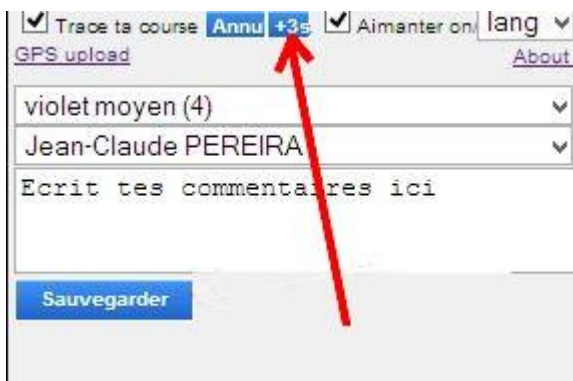 Trace ta course Annu +3s Aimanter on/ lang
GPS upload About
violet moyen (4)
Jean-Claude PEREIRA
Ecrit tes commentaires ici
Sauvegarder